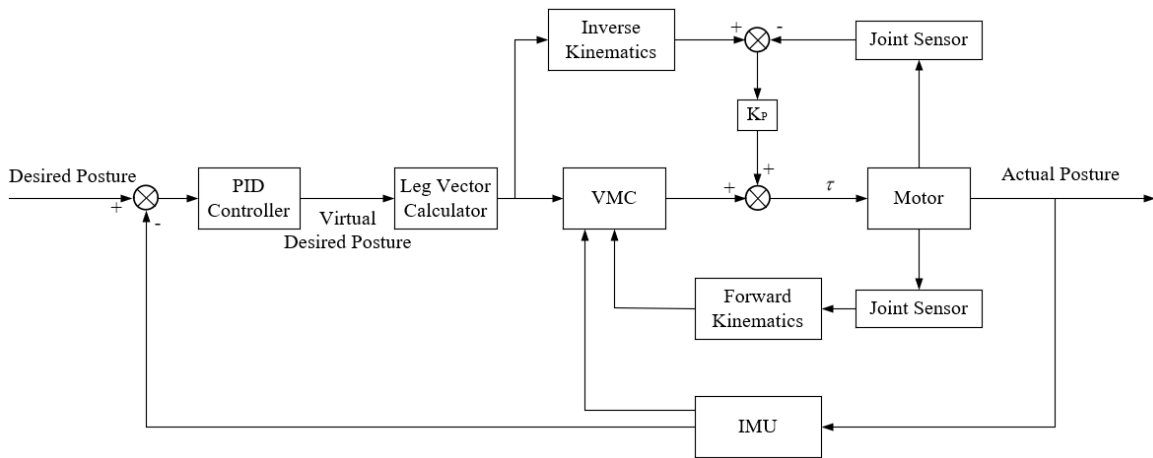 Inverse
Kinematics
+
-
Joint Sensor
KP
Desired Posture
+
-
PID
Controller
Virtual
Desired Posture
Leg Vector
Calculator
VMC
+
+
τ
Motor
Actual Posture
Forward
Kinematics
Joint Sensor
IMU